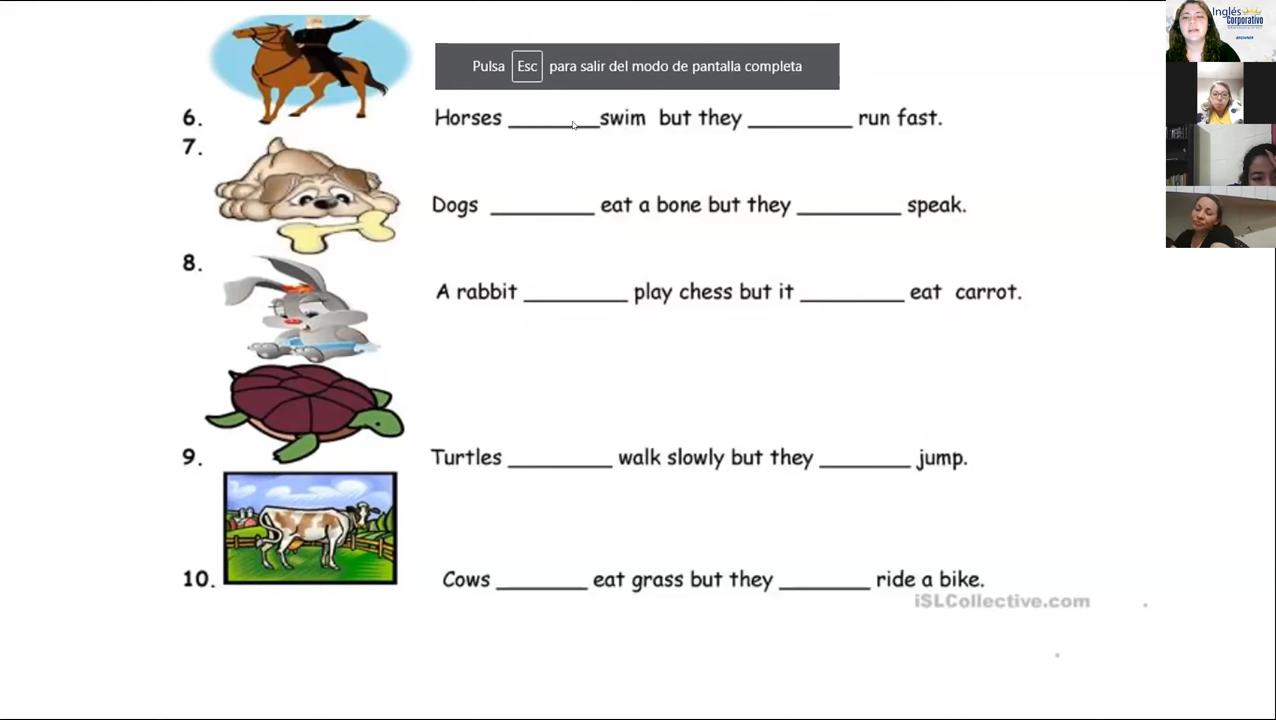 Pulsa Esc para salir del modo de pantalla completa
6. Horses ________swim but they _________ run fast.
7.
Dogs _________ eat a bone but they _________ speak.
8.
A rabbit _________ play chess but it _________ eat carrot.
9. Turtles _________ walk slowly but they ________ jump.
10. Cows ________ eat grass but they ________ ride a bike.
iSLCollective.com
Inglés
Corporativo